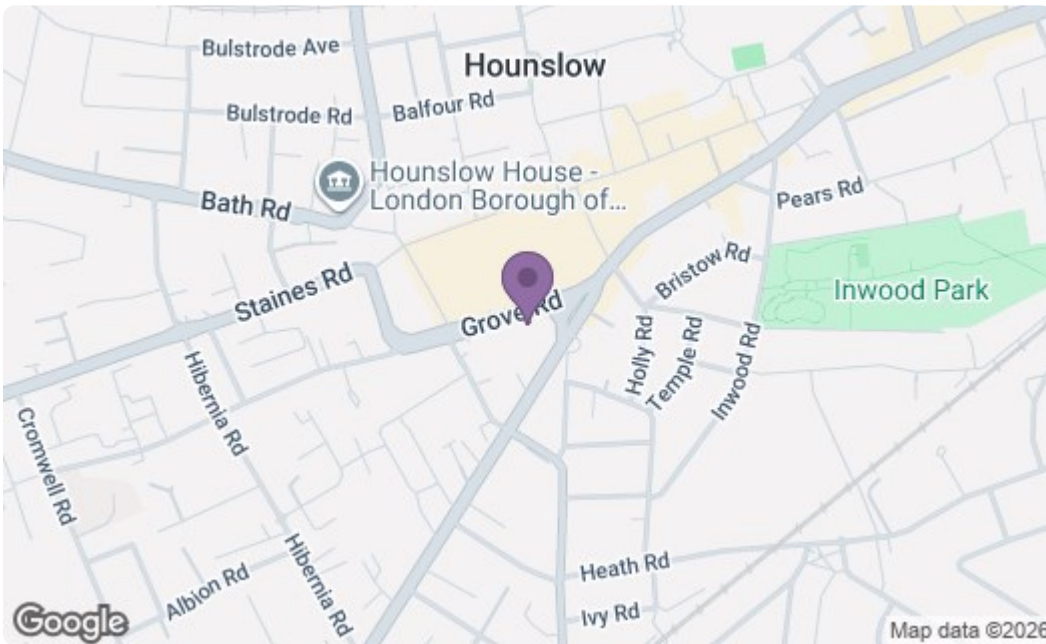 Bulstrode Ave
Hounslow
Bulstrode Rd
Balfour Rd
Hounslow House -
London Borough of...
Bath Rd
Pears Rd
Staines Rd
Bristow Rd
Inwood Park
Grove Rd
Holly Rd
Temple Rd
Inwood Rd
Hibernia Rd
Cromwell Rd
Hibernia Rd
Albion Rd
Heath Rd
Ivy Rd
Google
Map data ©2026